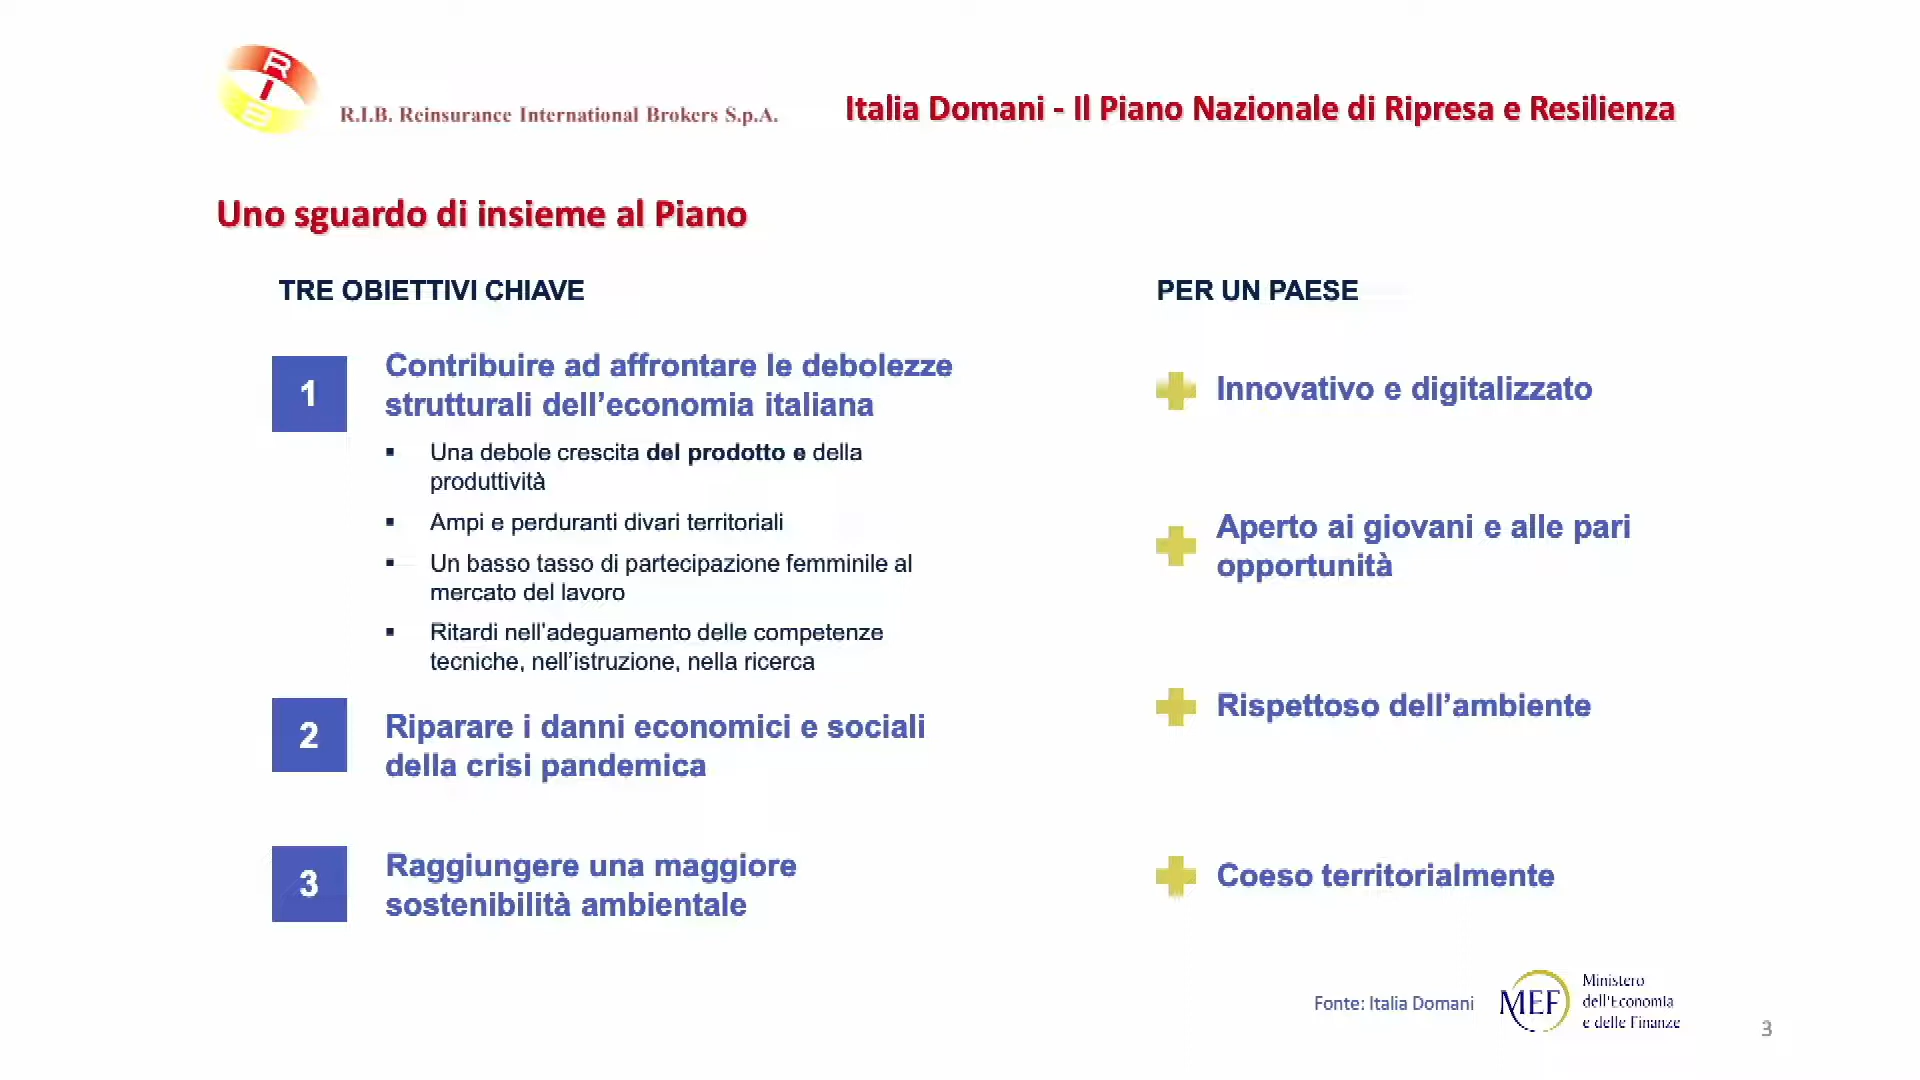 RIB
R.I.B. Reinsurance International Brokers S.p.A.
Italia Domani - Il Piano Nazionale di Ripresa e Resilienza
Uno sguardo di insieme al Piano
TRE OBIETTIVI CHIAVE
1
Contribuire ad affrontare le debolezze
strutturali dell’economia italiana
▪ Una debole crescita del prodotto e della
produttività
▪ Ampi e perduranti divari territoriali
▪ Un basso tasso di partecipazione femminile al
mercato del lavoro
▪ Ritardi nell’adeguamento delle competenze
tecniche, nell’istruzione, nella ricerca
2
Riparare i danni economici e sociali
della crisi pandemica
3
Raggiungere una maggiore
sostenibilità ambientale
PER UN PAESE
Innovativo e digitalizzato
Aperto ai giovani e alle pari
opportunità
Rispettoso dell’ambiente
Coeso territorialmente
Fonte: Italia Domani
MEF
Ministero
dell'Economia
e delle Finanze
3